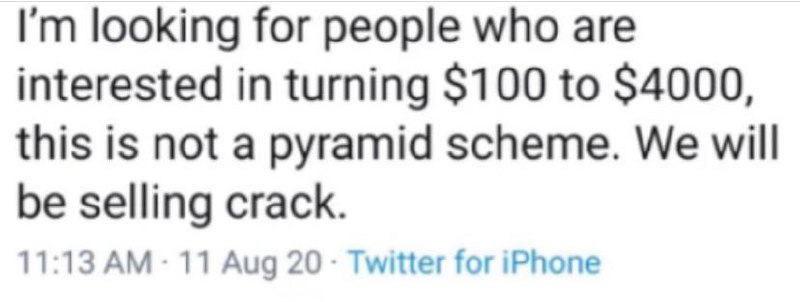 I'm looking for people who are
interested in turning $100 to $4000,
this is not a pyramid scheme. We will
be selling crack.
11:13 AM · 11 Aug 20 · Twitter for iPhone